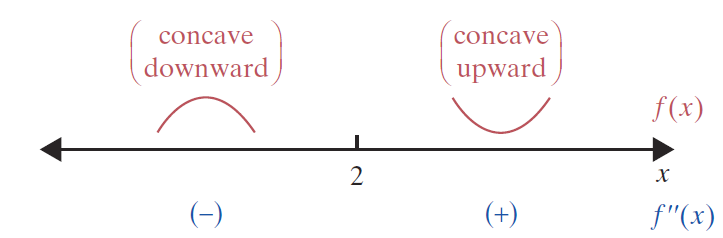 concave concave
downward upward
f(x)
2 x
(−) (+) f″(x)